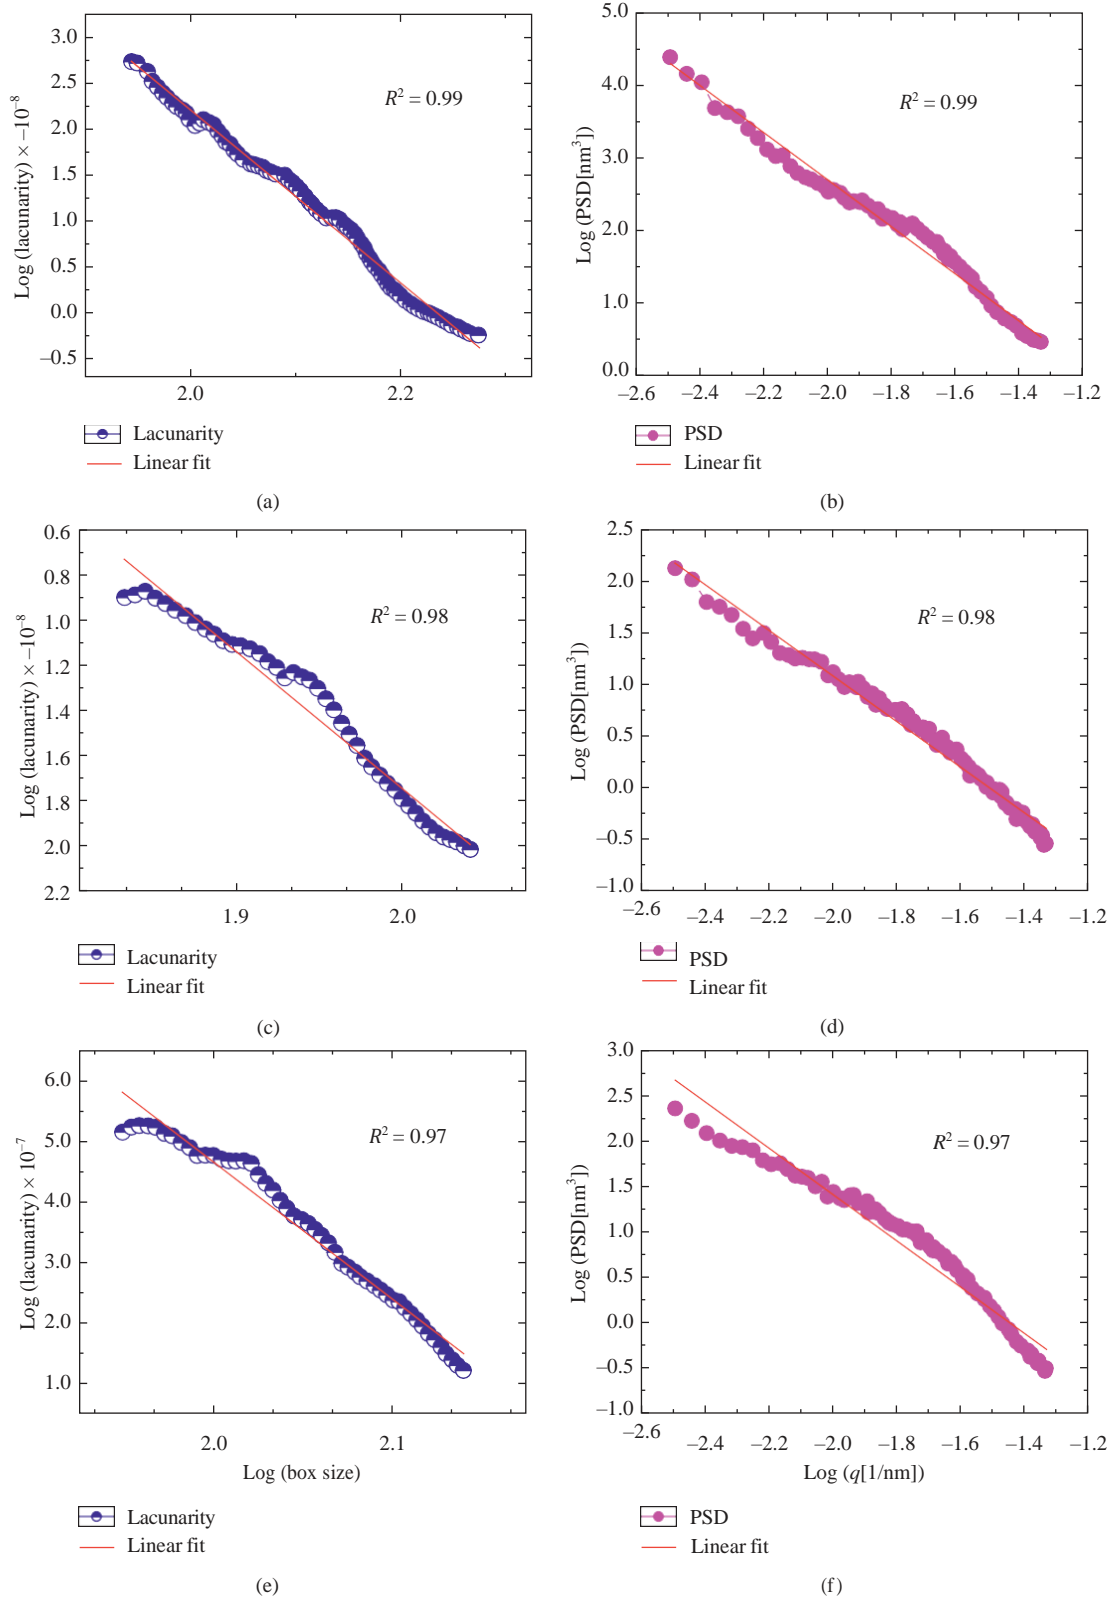 3.0
2.5
2.0
1.5
1.0
0.5
0.0
−0.5
Log (lacunarity) × −10⁻⁸
R² = 0.99
2.0 2.2
Lacunarity
Linear fit
(a)
5.0
4.0
3.0
2.0
1.0
0.0
Log (PSD[nm³])
R² = 0.99
−2.6 −2.4 −2.2 −2.0 −1.8 −1.6 −1.4 −1.2
PSD
Linear fit
(b)
0.6
0.8
1.0
1.2
1.4
1.6
1.8
2.0
2.2
Log (lacunarity) × −10⁻⁸
R² = 0.98
1.9 2.0
Lacunarity
Linear fit
(c)
2.5
2.0
1.5
1.0
0.5
0.0
−0.5
−1.0
Log (PSD[nm³])
R² = 0.98
−2.6 −2.4 −2.2 −2.0 −1.8 −1.6 −1.4 −1.2
PSD
Linear fit
(d)
6.0
5.0
4.0
3.0
2.0
1.0
Log (lacunarity) × 10⁻⁷
R² = 0.97
2.0 2.1
Log (box size)
Lacunarity
Linear fit
(e)
3.0
2.5
2.0
1.5
1.0
0.5
0.0
−0.5
−1.0
Log (PSD[nm³])
R² = 0.97
−2.6 −2.4 −2.2 −2.0 −1.8 −1.6 −1.4 −1.2
Log (q[1/nm])
PSD
Linear fit
(f)